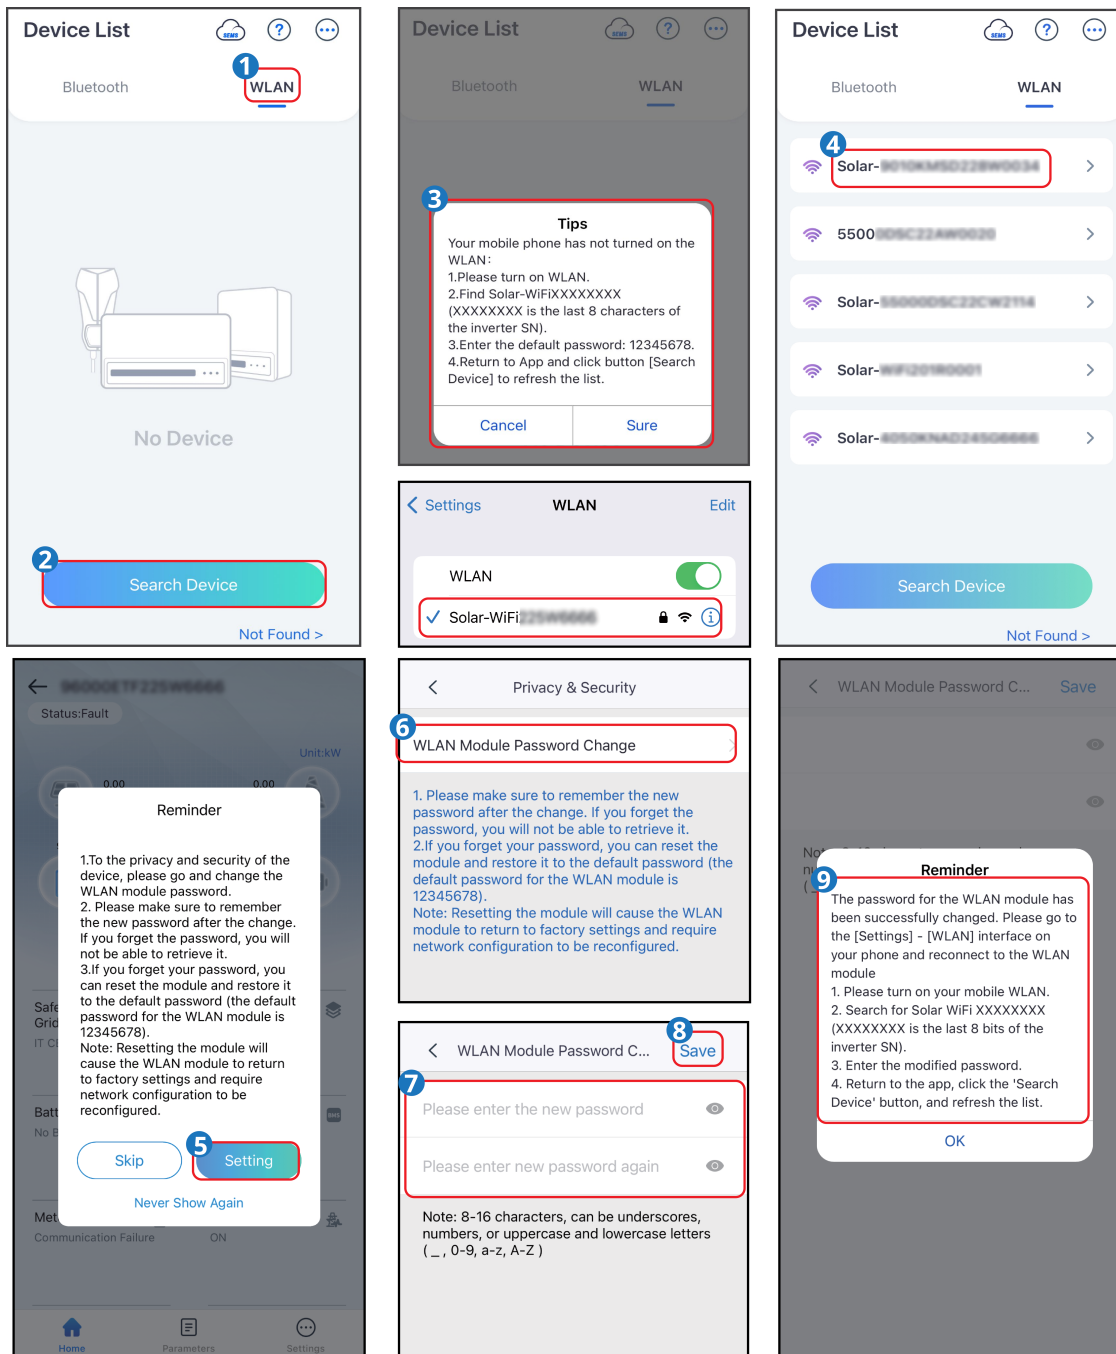 Device List
SEMS
?
1
Bluetooth
WLAN
No Device
2
Search Device
Not Found >
Device List
SEMS
?
Bluetooth
WLAN
3
Tips
Your mobile phone has not turned on the
WLAN:
1.Please turn on WLAN.
2.Find Solar-WiFiXXXXXXXX
(XXXXXXXX is the last 8 characters of
the inverter SN).
3.Enter the default password: 12345678.
4.Return to App and click button [Search
Device] to refresh the list.
Cancel
Sure
Settings
WLAN
Edit
WLAN
Solar-WiFi
Device List
SEMS
?
Bluetooth
WLAN
4
Solar-
5500
Solar-
Solar-
Solar-
Search Device
Not Found >
Status:Fault
Unit:kW
0.00
0.00
Reminder
1.To the privacy and security of the
device, please go and change the
WLAN module password.
2. Please make sure to remember
the new password after the change.
If you forget the password, you will
not be able to retrieve it.
3.If you forget your password, you
can reset the module and restore it
to the default password (the default
password for the WLAN module is
12345678).
Note: Resetting the module will
cause the WLAN module to return
to factory settings and require
network configuration to be
reconfigured.
5
Skip
Setting
Never Show Again
Safe
Grid
IT C
Batt
No B
BMS
Met
Communication Failure
ON
Home
Parameters
Settings
Privacy & Security
6
WLAN Module Password Change
1. Please make sure to remember the new
password after the change. If you forget the
password, you will not be able to retrieve it.
2.If you forget your password, you can reset the
module and restore it to the default password (the
default password for the WLAN module is
12345678).
Note: Resetting the module will cause the WLAN
module to return to factory settings and require
network configuration to be reconfigured.
WLAN Module Password C...
8
Save
7
Please enter the new password
Please enter new password again
Note: 8-16 characters, can be underscores,
numbers, or uppercase and lowercase letters
( _ , 0-9, a-z, A-Z )
WLAN Module Password C...
Save
9
Reminder
The password for the WLAN module has
been successfully changed. Please go to
the [Settings] - [WLAN] interface on
your phone and reconnect to the WLAN
module
1. Please turn on your mobile WLAN.
2. Search for Solar WiFi XXXXXXXX
(XXXXXXXX is the last 8 bits of the
inverter SN).
3. Enter the modified password.
4. Return to the app, click the 'Search
Device' button, and refresh the list.
OK